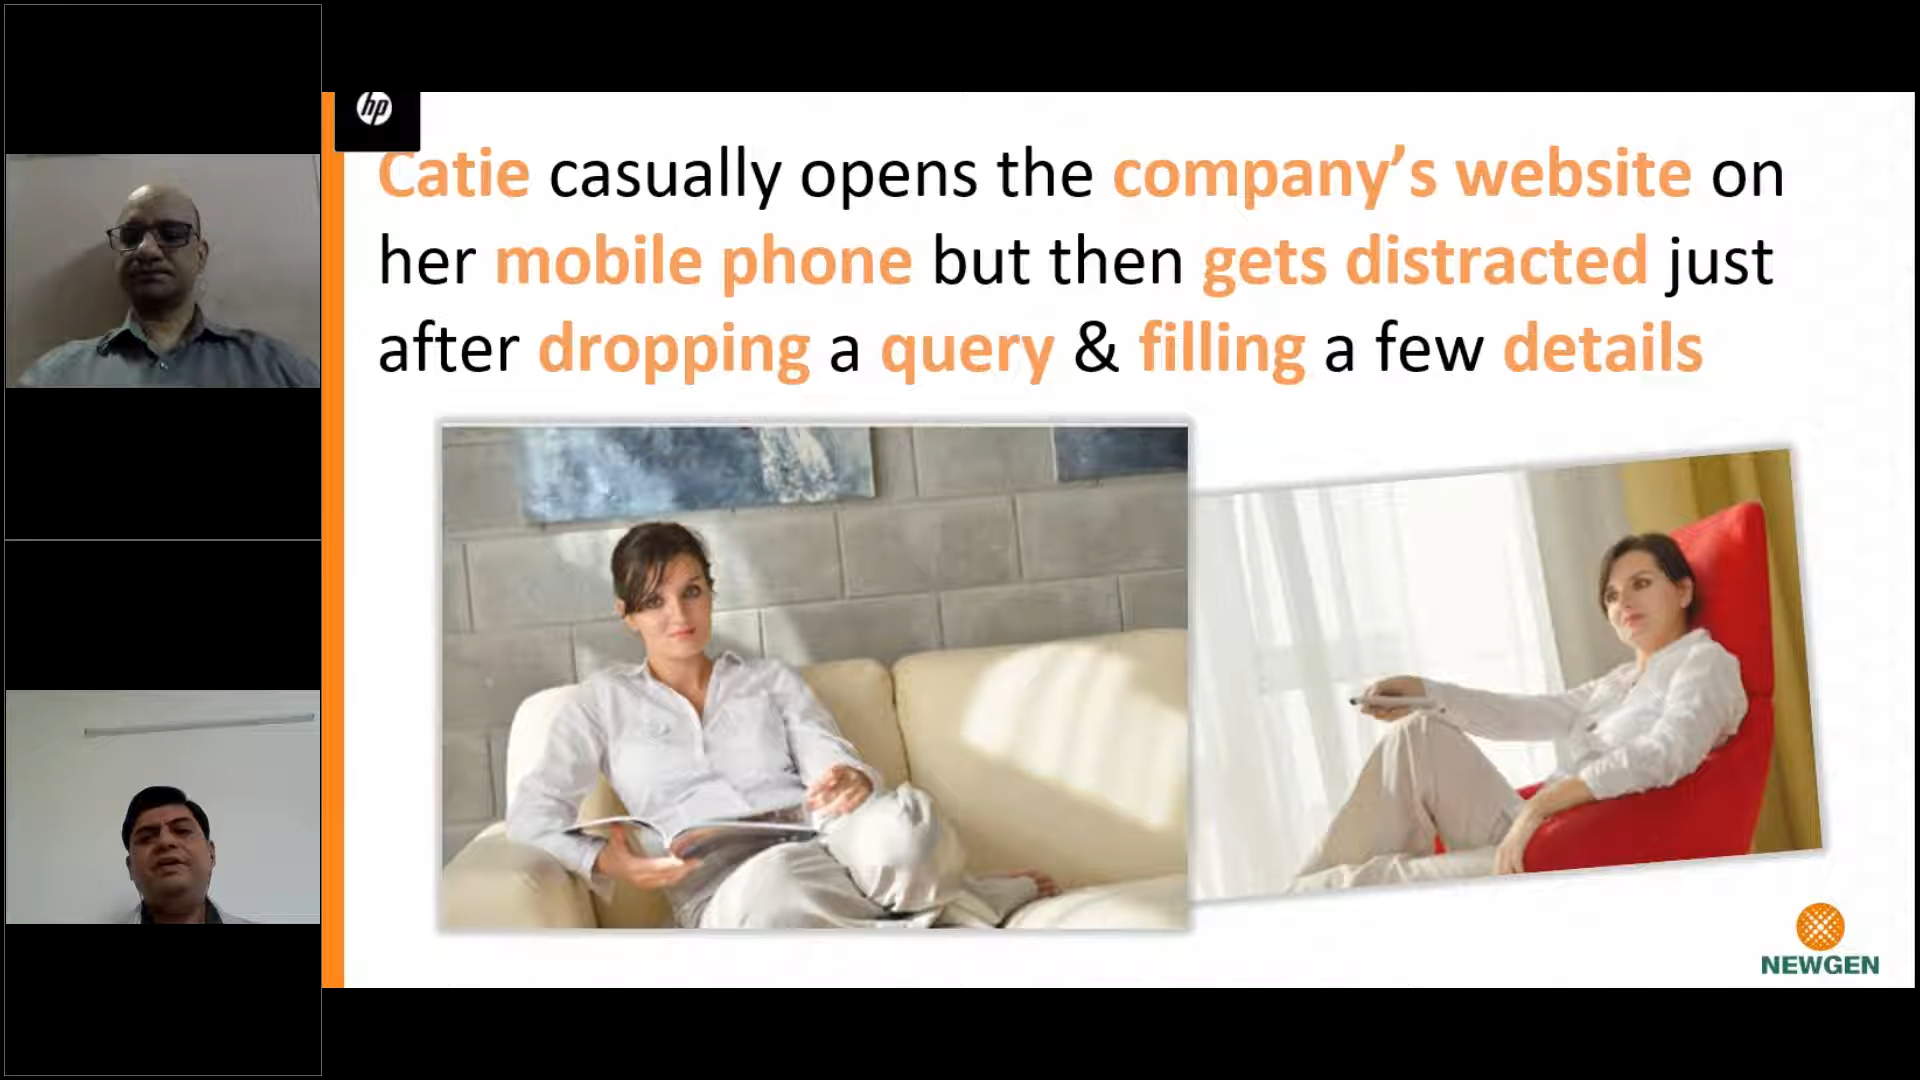 hp
Catie casually opens the company’s website on
her mobile phone but then gets distracted just
after dropping a query & filling a few details
NEWGEN